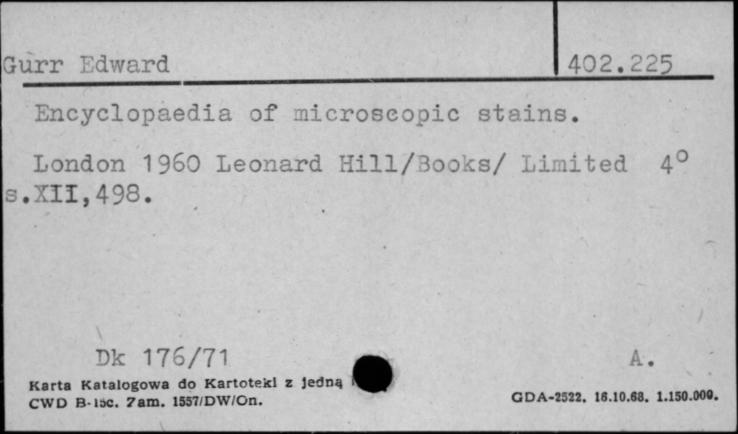 Gurr Edward 402.225
Encyclopaedia of microscopic stains.
London 1960 Leonard Hill/Books/ Limited 4°
s.XII,498.
Dk 176/71 A.
Karta Katalogowa do Kartoteki z jedną
CWD B-15c. Zam. 1557/DW/On. GDA-2522. 16.10.68. 1.150.000.